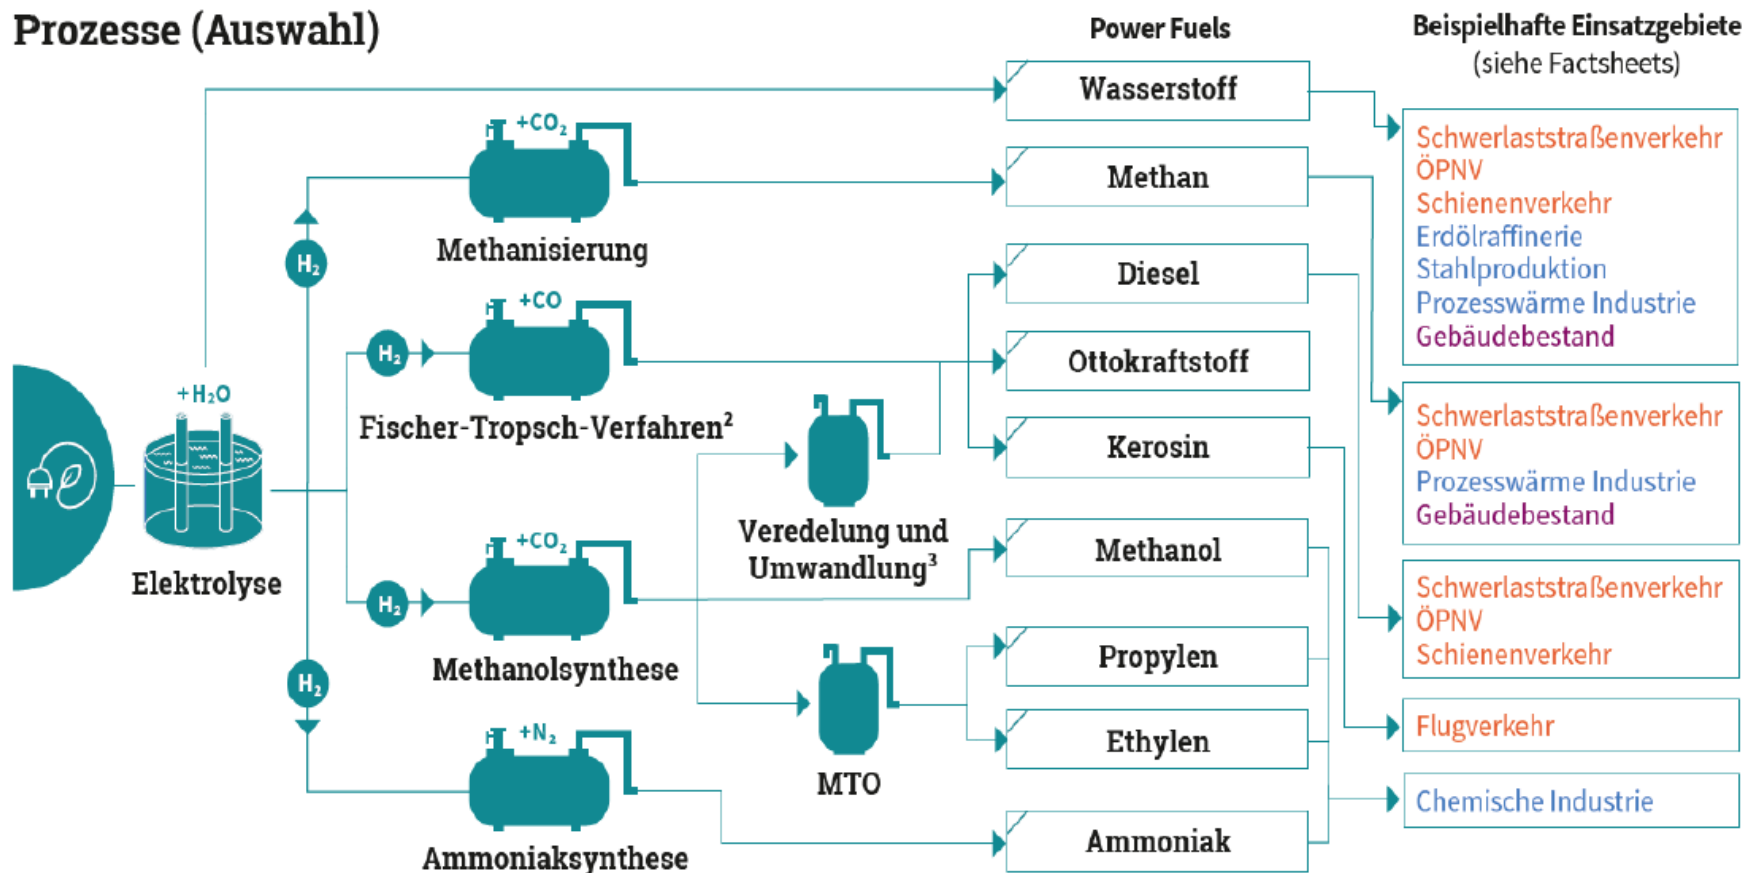 Prozesse (Auswahl)
Power Fuels
Beispielhafte Einsatzgebiete
(siehe Factsheets)
+H₂O
Elektrolyse
H₂
H₂
H₂
H₂
+CO₂
Methanisierung
+CO
Fischer-Tropsch-Verfahren²
+CO₂
Methanolsynthese
+N₂
Ammoniaksynthese
Veredelung und
Umwandlung³
MTO
Wasserstoff
Methan
Diesel
Ottokraftstoff
Kerosin
Methanol
Propylen
Ethylen
Ammoniak
Schwerlaststraßenverkehr
ÖPNV
Schienenverkehr
Erdölraffinerie
Stahlproduktion
Prozesswärme Industrie
Gebäudebestand
Schwerlaststraßenverkehr
ÖPNV
Prozesswärme Industrie
Gebäudebestand
Schwerlaststraßenverkehr
ÖPNV
Schienenverkehr
Flugverkehr
Chemische Industrie